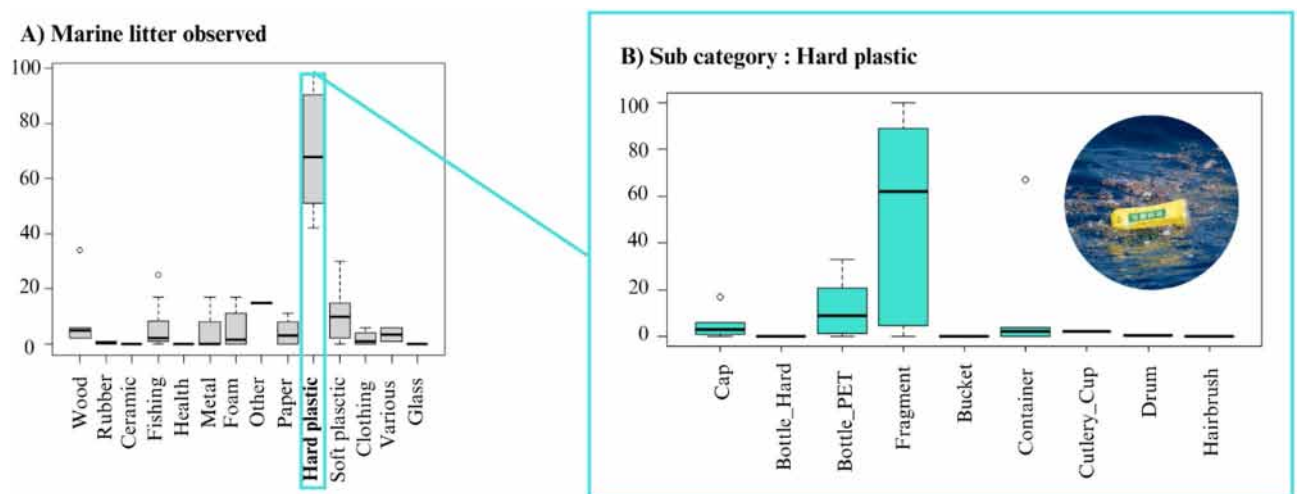 A) Marine litter observed
100
80
60
40
20
0
Wood
Rubber
Ceramic
Fishing
Health
Metal
Foam
Other
Paper
Hard plastic
Soft plasctic
Clothing
Various
Glass
B) Sub category : Hard plastic
100
80
60
40
20
0
Cap
Bottle_Hard
Bottle_PET
Fragment
Bucket
Container
Cutlery_Cup
Drum
Hairbrush